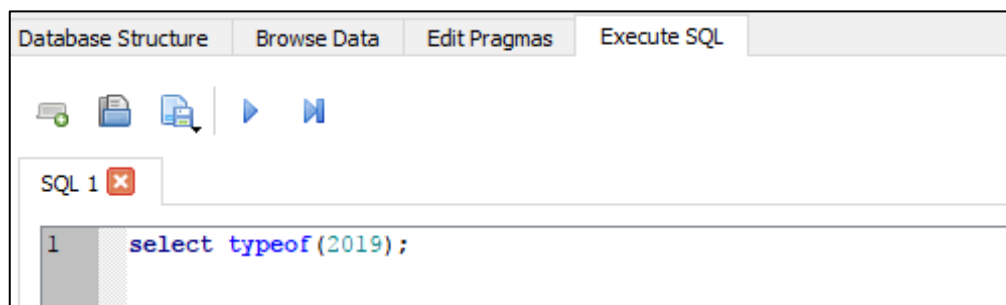 Database Structure Browse Data Edit Pragmas Execute SQL
SQL 1
1 select typeof(2019);